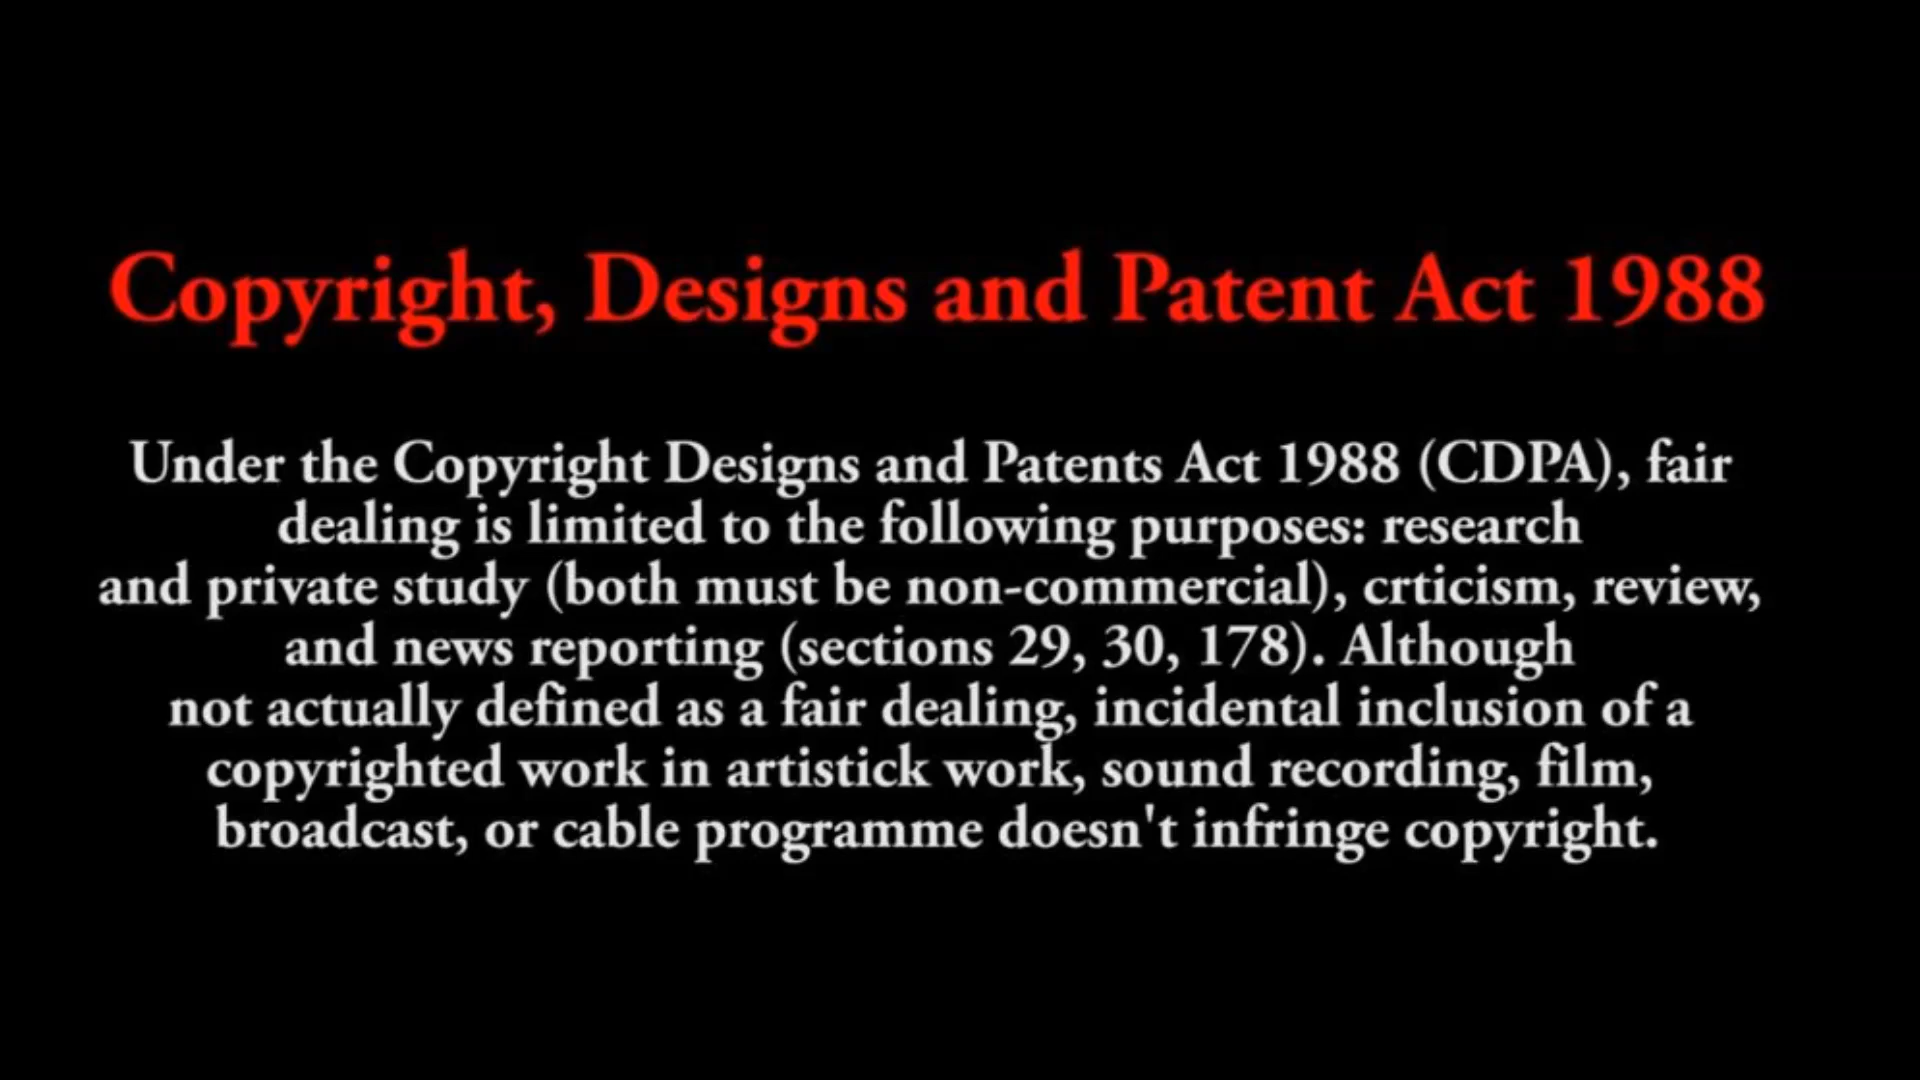 Copyright, Designs and Patent Act 1988
Under the Copyright Designs and Patents Act 1988 (CDPA), fair
dealing is limited to the following purposes: research
and private study (both must be non-commercial), crticism, review,
and news reporting (sections 29, 30, 178). Although
not actually defined as a fair dealing, incidental inclusion of a
copyrighted work in artistick work, sound recording, film,
broadcast, or cable programme doesn't infringe copyright.